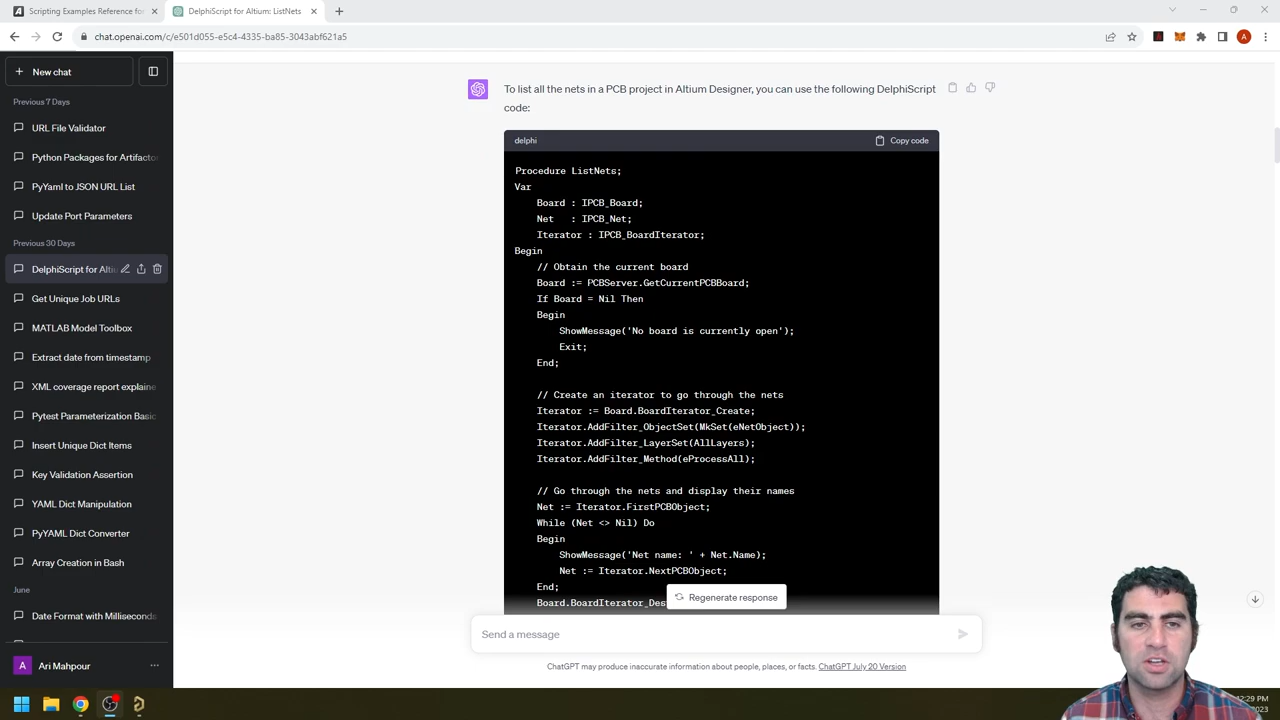 Scripting Examples Reference for
DelphiScript for Altium: ListNets
chat.openai.com/c/e501d055-e5c4-4335-ba85-3043abf621a5
A
New chat
Previous 7 Days
URL File Validator
Python Packages for Artifactor
PyYaml to JSON URL List
Update Port Parameters
Previous 30 Days
DelphiScript for Altiu
Get Unique Job URLs
MATLAB Model Toolbox
Extract date from timestamp
XML coverage report explaine
Pytest Parameterization Basic
Insert Unique Dict Items
Key Validation Assertion
YAML Dict Manipulation
PyYAML Dict Converter
Array Creation in Bash
June
Date Format with Milliseconds
A Ari Mahpour
To list all the nets in a PCB project in Altium Designer, you can use the following DelphiScript
code:
delphi
Copy code
Procedure ListNets;
Var
Board : IPCB_Board;
Net : IPCB_Net;
Iterator : IPCB_BoardIterator;
Begin
// Obtain the current board
Board := PCBServer.GetCurrentPCBBoard;
If Board = Nil Then
Begin
ShowMessage('No board is currently open');
Exit;
End;
// Create an iterator to go through the nets
Iterator := Board.BoardIterator_Create;
Iterator.AddFilter_ObjectSet(MkSet(eNetObject));
Iterator.AddFilter_LayerSet(AllLayers);
Iterator.AddFilter_Method(eProcessAll);
// Go through the nets and display their names
Net := Iterator.FirstPCBObject;
While (Net <> Nil) Do
Begin
ShowMessage('Net name: ' + Net.Name);
Net := Iterator.NextPCBObject;
End;
Board.BoardIterator_Des
Regenerate response
Send a message
ChatGPT may produce inaccurate information about people, places, or facts. ChatGPT July 20 Version